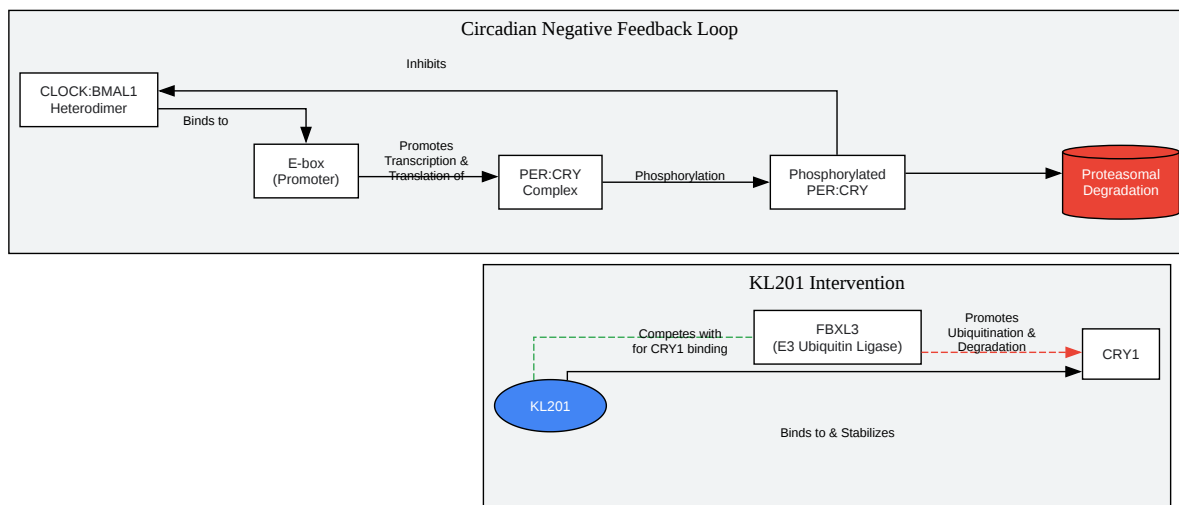 Circadian Negative Feedback Loop
Inhibits
CLOCK:BMAL1
Heterodimer
Binds to
E-box
(Promoter)
Promotes
Transcription &
Translation of
PER:CRY
Complex
Phosphorylation
Phosphorylated
PER:CRY
Proteasomal
Degradation
KL201 Intervention
Competes with
for CRY1 binding
FBXL3
(E3 Ubiquitin Ligase)
Promotes
Ubiquitination &
Degradation
CRY1
KL201
Binds to & Stabilizes